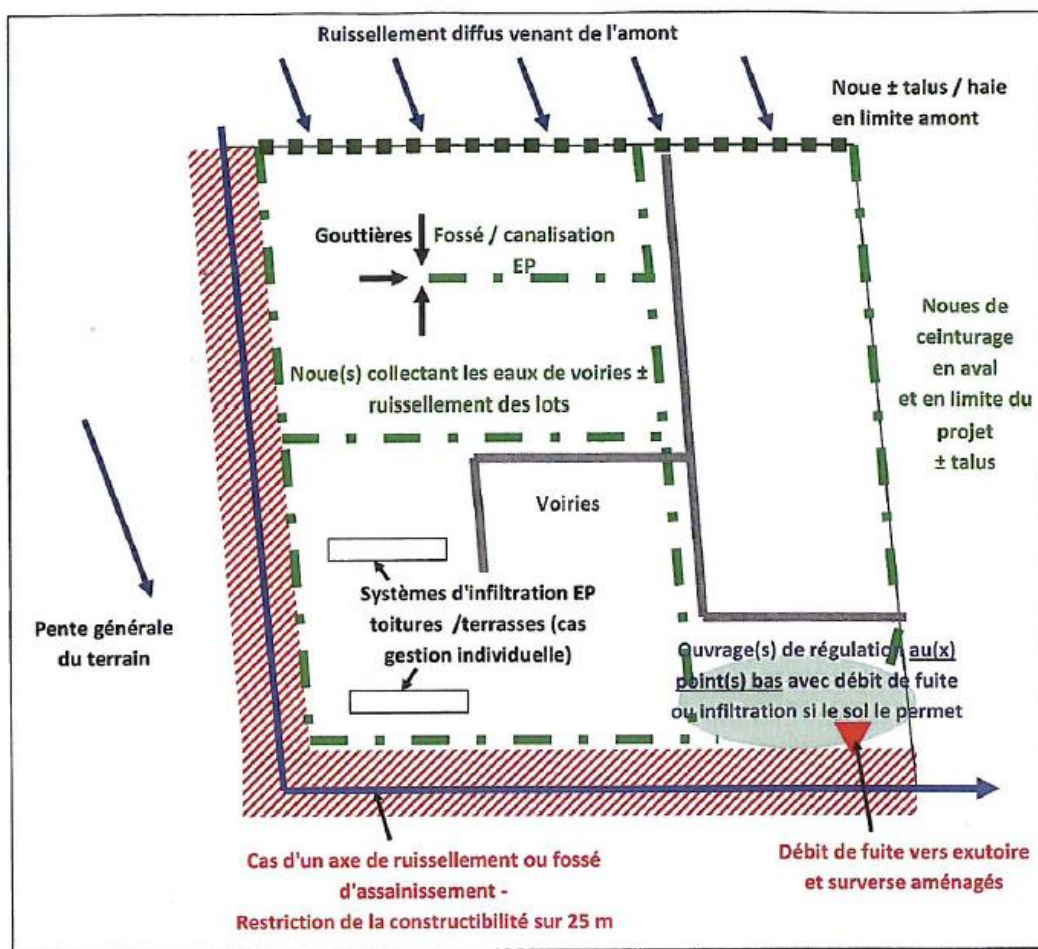 Ruissellement diffus venant de l'amont
Noue ± talus / haie
en limite amont
Gouttières
Fossé / canalisation
EP
Noues de
ceinturage
en aval
et en limite du
projet
± talus
Noue(s) collectant les eaux de voiries ±
ruissellement des lots
Voiries
Systèmes d'infiltration EP
toitures /terrasses (cas
gestion individuelle)
Pente générale
du terrain
Ouvrage(s) de régulation au(x)
point(s) bas avec débit de fuite
ou infiltration si le sol le permet
Cas d'un axe de ruissellement ou fossé
d'assainissement -
Restriction de la constructibilité sur 25 m
Débit de fuite vers exutoire
et surverse aménagés